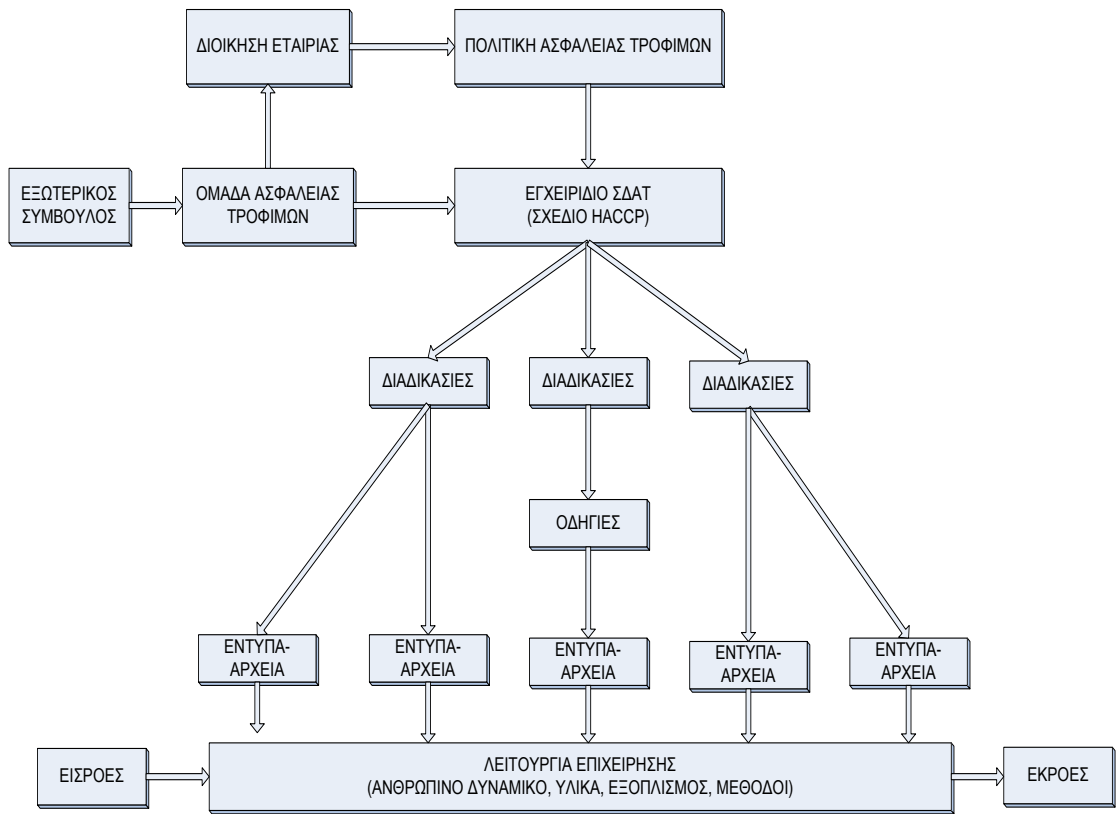 ΔΙΟΙΚΗΣΗ ΕΤΑΙΡΙΑΣ
ΠΟΛΙΤΙΚΗ ΑΣΦΑΛΕΙΑΣ ΤΡΟΦΙΜΩΝ
ΕΞΩΤΕΡΙΚΟΣ
ΣΥΜΒΟΥΛΟΣ
ΟΜΑΔΑ ΑΣΦΑΛΕΙΑΣ
ΤΡΟΦΙΜΩΝ
ΕΓΧΕΙΡΙΔΙΟ ΣΔΑΤ
(ΣΧΕΔΙΟ HACCP)
ΔΙΑΔΙΚΑΣΙΕΣ
ΔΙΑΔΙΚΑΣΙΕΣ
ΔΙΑΔΙΚΑΣΙΕΣ
ΟΔΗΓΙΕΣ
ΕΝΤΥΠΑ-
ΑΡΧΕΙΑ
ΕΝΤΥΠΑ-
ΑΡΧΕΙΑ
ΕΝΤΥΠΑ-
ΑΡΧΕΙΑ
ΕΝΤΥΠΑ-
ΑΡΧΕΙΑ
ΕΝΤΥΠΑ-
ΑΡΧΕΙΑ
ΕΙΣΡΟΕΣ
ΛΕΙΤΟΥΡΓΙΑ ΕΠΙΧΕΙΡΗΣΗΣ
(ΑΝΘΡΩΠΙΝΟ ΔΥΝΑΜΙΚΟ, ΥΛΙΚΑ, ΕΞΟΠΛΙΣΜΟΣ, ΜΕΘΟΔΟΙ)
ΕΚΡΟΕΣ